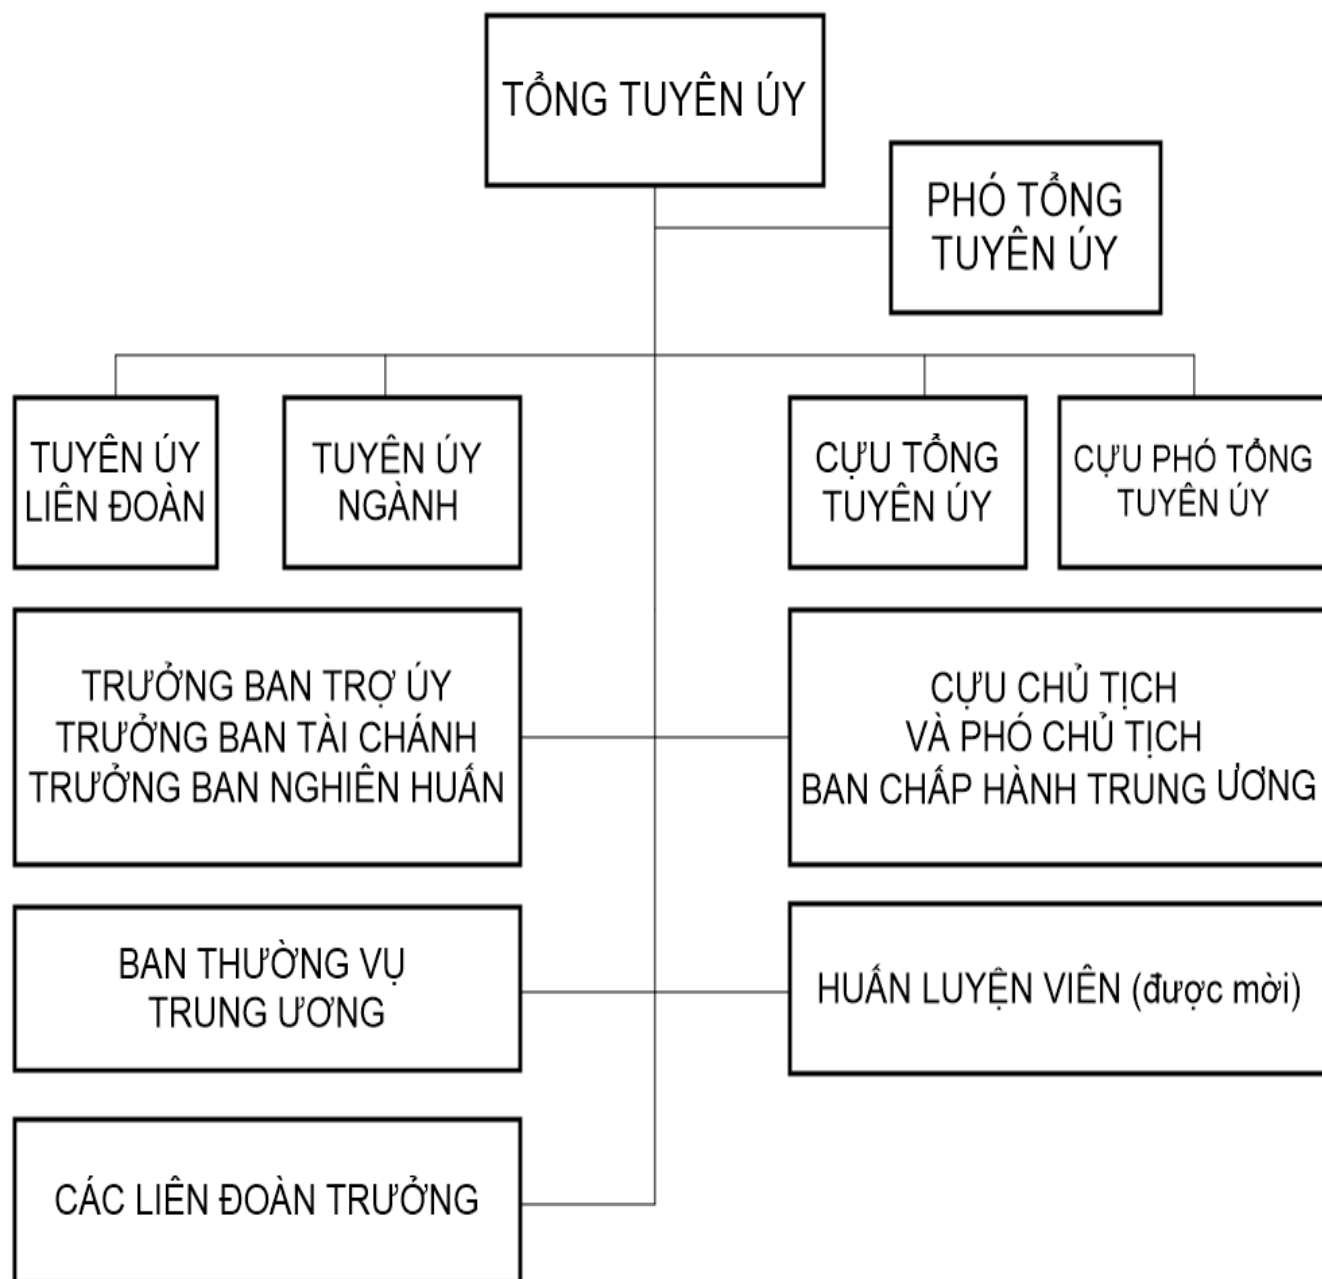 TỔNG TUYÊN ÚY
PHÓ TỔNG
TUYÊN ÚY
TUYÊN ÚY
LIÊN ĐOÀN
TUYÊN ÚY
NGÀNH
CỰU TỔNG
TUYÊN ÚY
CỰU PHÓ TỔNG
TUYÊN ÚY
TRƯỞNG BAN TRỢ ÚY
TRƯỞNG BAN TÀI CHÁNH
TRƯỞNG BAN NGHIÊN HUẤN
CỰU CHỦ TỊCH
VÀ PHÓ CHỦ TỊCH
BAN CHẤP HÀNH TRUNG ƯƠNG
BAN THƯỜNG VỤ
TRUNG ƯƠNG
HUẤN LUYỆN VIÊN (được mời)
CÁC LIÊN ĐOÀN TRƯỞNG